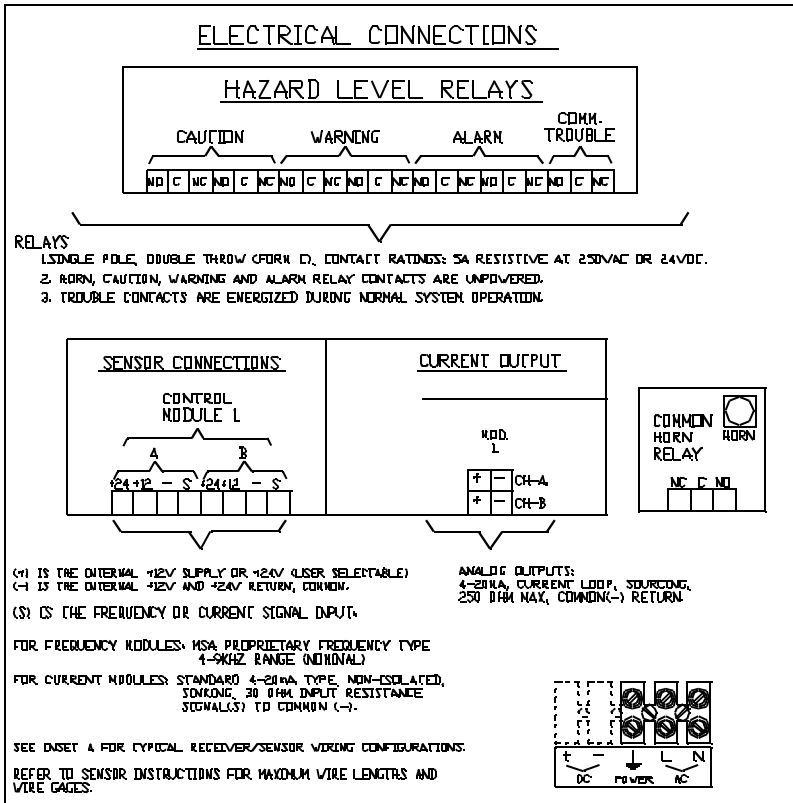 ELECTRICAL CONNECTIONS
HAZARD LEVEL RELAYS
CAUTION WARNING ALARM COMM. TROUBLE
NO C NC NO C NC NO C NC NO C NC NO C NC NO C NC NO C NC
RELAYS
1.SINGLE POLE, DOUBLE THROW (FORM C), CONTACT RATINGS: 5A RESISTIVE AT 250VAC OR 24VDC.
2. HORN, CAUTION, WARNING AND ALARM RELAY CONTACTS ARE UNPOWERED.
3. TROUBLE CONTACTS ARE ENERGIZED DURING NORMAL SYSTEM OPERATION.
SENSOR CONNECTIONS
CONTROL
MODULE 1
A B
+24 +12 - S +24 +12 - S
CURRENT OUTPUT
MOD.
1
+ - CH-A
+ - CH-B
COMMON
HORN
RELAY
HORN
NC C NO
(+) IS THE INTERNAL +12V SUPPLY OR +24V (USER SELECTABLE)
(-) IS THE INTERNAL +12V AND +24V RETURN, COMMON.
(S) IS THE FREQUENCY OR CURRENT SIGNAL INPUT.
ANALOG OUTPUTS:
4-20MA, CURRENT LOOP, SOURCING,
250 OHM MAX, COMMON(-) RETURN.
FOR FREQUENCY MODULES: MSA PROPRIETARY FREQUENCY TYPE
4-9KHZ RANGE (NOMINAL)
FOR CURRENT MODULES: STANDARD 4-20mA TYPE, NON-ISOLATED,
SINKING, 30 OHM INPUT RESISTANCE
SIGNAL(S) TO COMMON (-).
SEE INSET A FOR TYPICAL RECEIVER/SENSOR WIRING CONFIGURATIONS.
REFER TO SENSOR INSTRUCTIONS FOR MAXIMUM WIRE LENGTHS AND
WIRE GAGES.
+ - L N
DC POWER AC